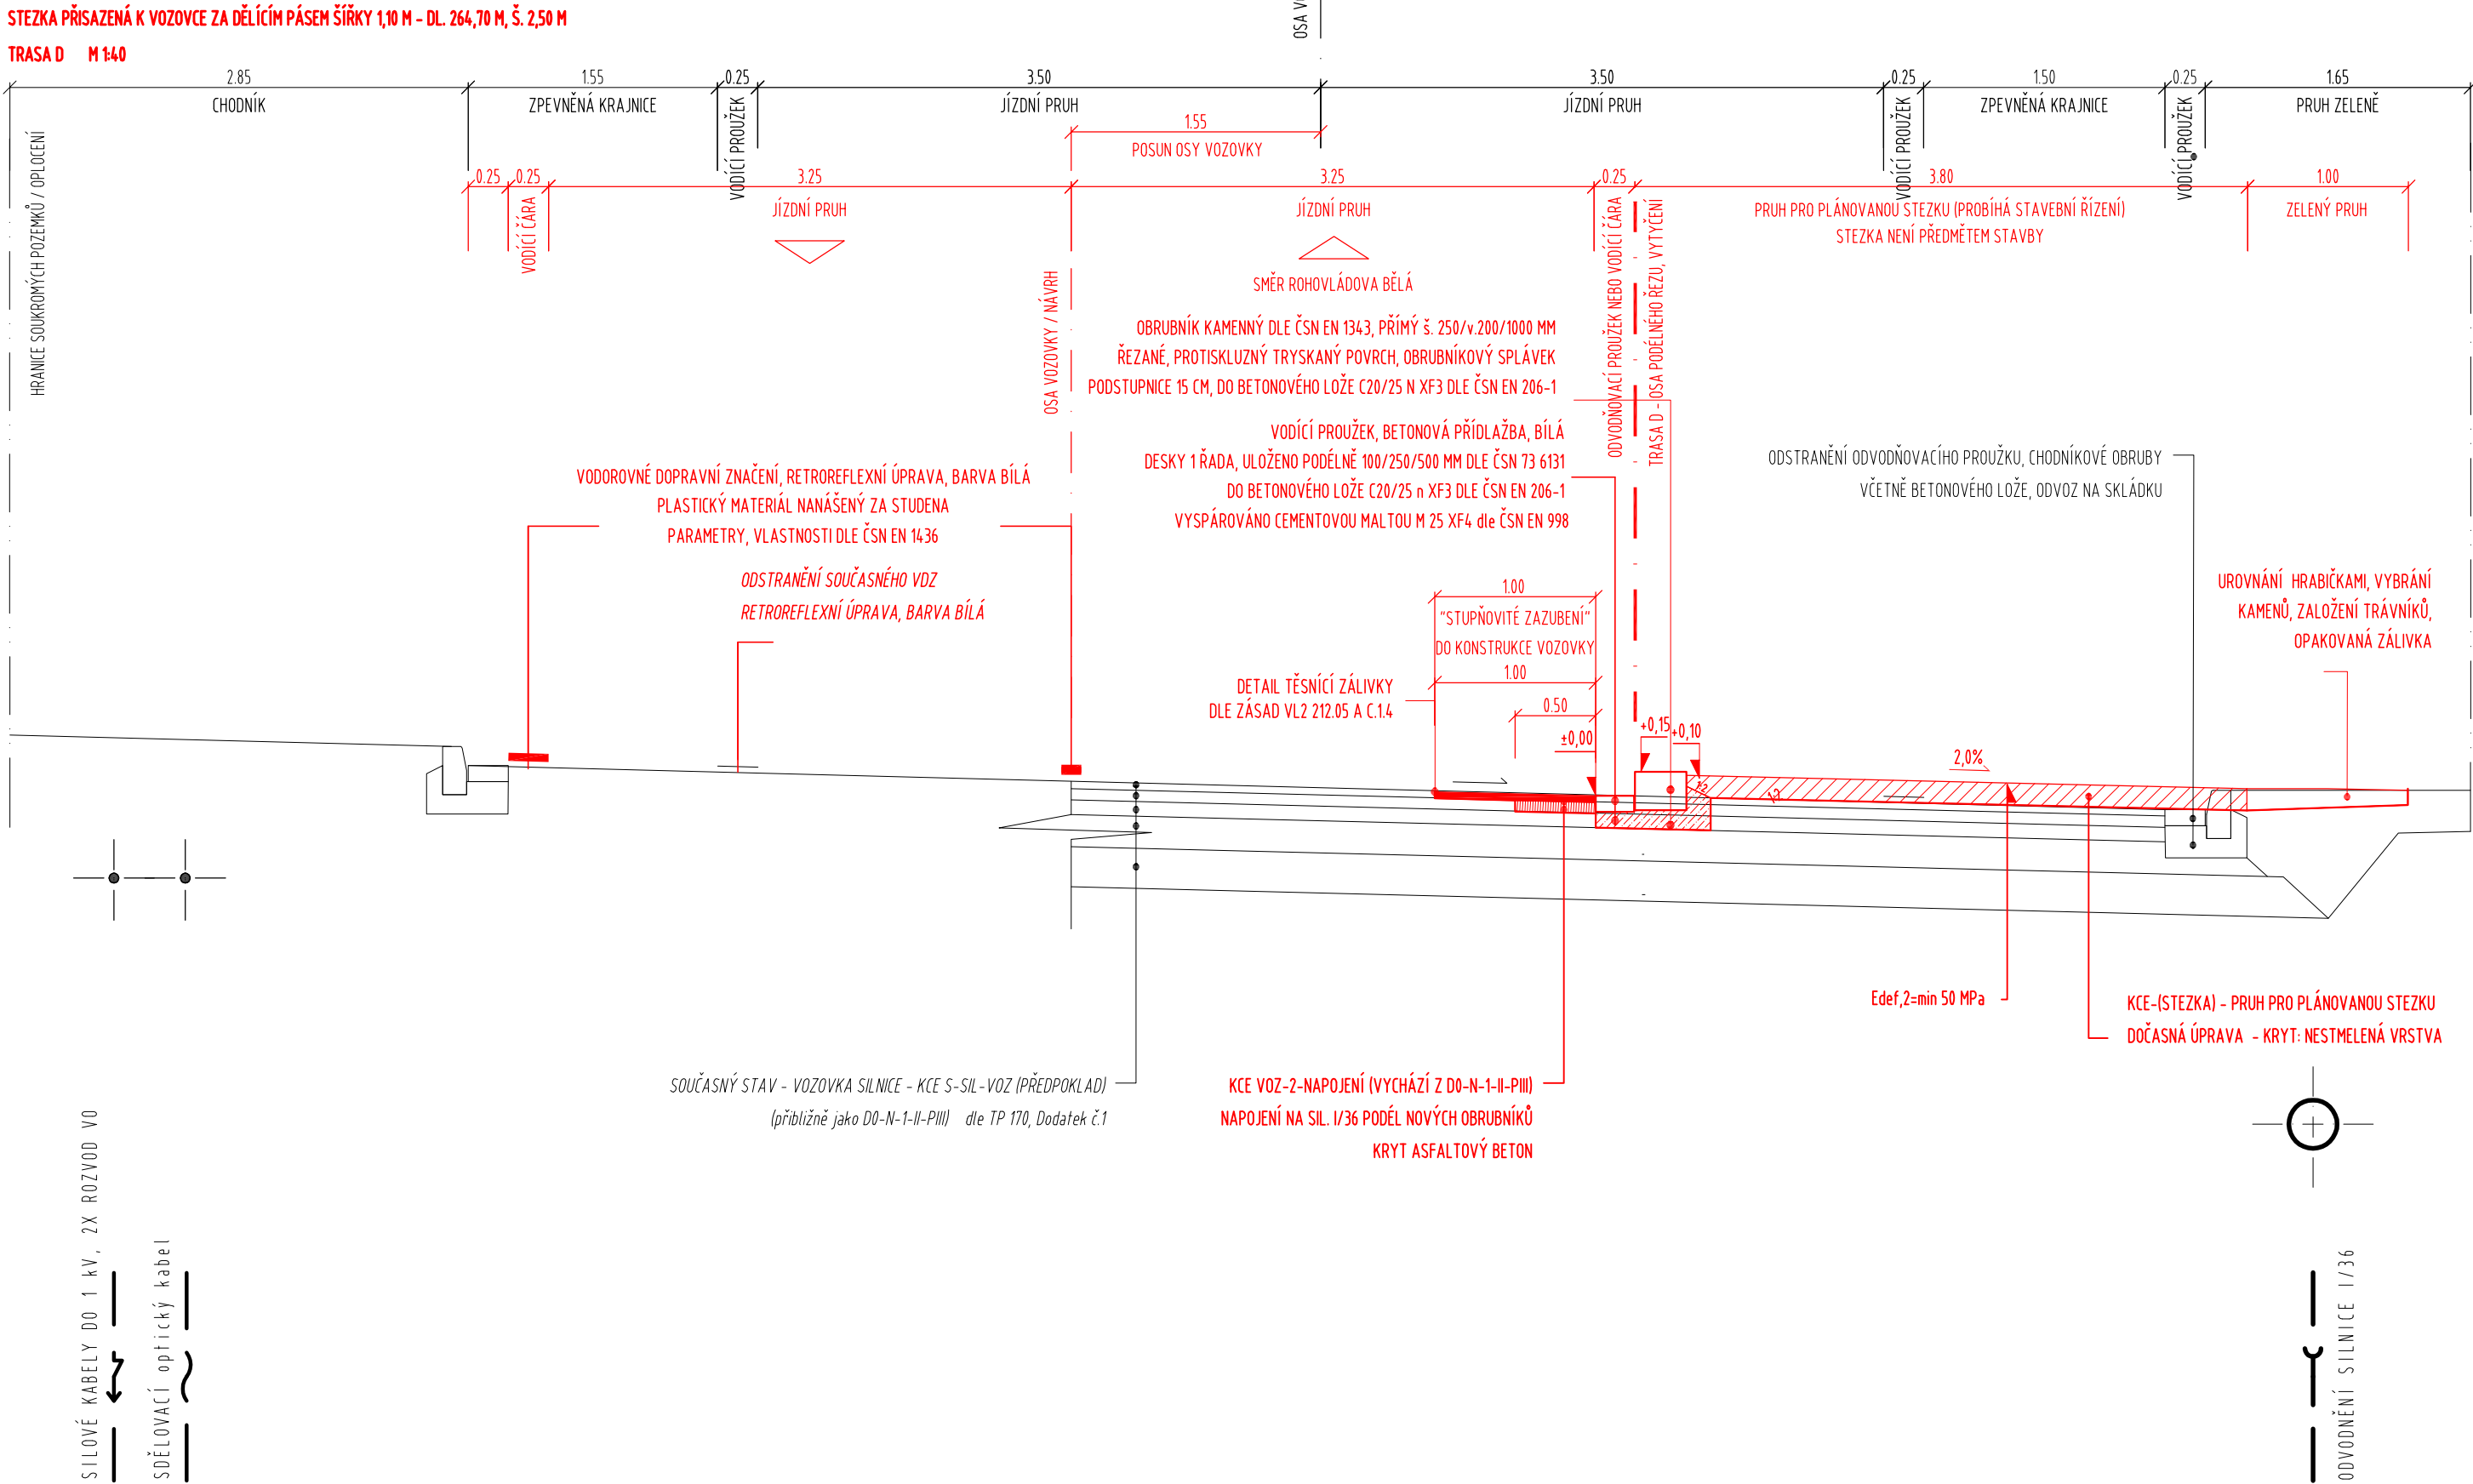 STEZKA PŘISAZENÁ K VOZOVCE ZA DĚLÍCÍM PÁSEM ŠÍŘKY 1,10 M - DL. 264,70 M, Š. 2,50 M
TRASA D M 1:40
OSA
2.85
1.55
0.25
3.50
3.50
0.25
1.50
0.25
1.65
CHODNÍK
ZPEVNĚNÁ KRAJNICE
VODÍCÍ PROUŽEK
JÍZDNÍ PRUH
JÍZDNÍ PRUH
VODÍCÍ PROUŽEK
ZPEVNĚNÁ KRAJNICE
VODÍCÍ PROUŽEK
PRUH ZELENĚ
HRANICE SOUKROMÝCH POZEMKŮ / OPLOCENÍ
1.55
POSUN OSY VOZOVKY
0.25
0.25
3.25
3.25
0.25
3.80
1.00
VODÍCÍ ČÁRA
JÍZDNÍ PRUH
JÍZDNÍ PRUH
PRUH PRO PLÁNOVANOU STEZKU (PROBÍHÁ STAVEBNÍ ŘÍZENÍ)
STEZKA NENÍ PŘEDMĚTEM STAVBY
ZELENÝ PRUH
OSA VOZOVKY / NÁVRH
SMĚR ROHOVLÁDOVA BĚLÁ
ODVODŇOVACÍ PROUŽEK NEBO VODÍCÍ ČÁRA
TRASA D - OSA PODÉLNÉHO ŘEZU, VYTYČENÍ
OBRUBNÍK KAMENNÝ DLE ČSN EN 1343, PŘÍMÝ š. 250/v.200/1000 MM
ŘEZANÉ, PROTISKLUZNÝ TRYSKANÝ POVRCH, OBRUBNÍKOVÝ SPLÁVEK
PODSTUPNICE 15 CM, DO BETONOVÉHO LOŽE C20/25 N XF3 DLE ČSN EN 206-1
VODÍCÍ PROUŽEK, BETONOVÁ PŘÍDLAŽBA, BÍLÁ
DESKY 1 ŘADA, ULOŽENO PODÉLNĚ 100/250/500 MM DLE ČSN 73 6131
DO BETONOVÉHO LOŽE C20/25 n XF3 DLE ČSN EN 206-1
VYSPÁROVÁNO CEMENTOVOU MALTOU M 25 XF4 dle ČSN EN 998
VODOROVNÉ DOPRAVNÍ ZNAČENÍ, RETROREFLEXNÍ ÚPRAVA, BARVA BÍLÁ
PLASTICKÝ MATERIÁL NANÁŠENÝ ZA STUDENA
PARAMETRY, VLASTNOSTI DLE ČSN EN 1436
ODSTRANĚNÍ SOUČASNÉHO VDZ
RETROREFLEXNÍ ÚPRAVA, BARVA BÍLÁ
ODSTRANĚNÍ ODVODŇOVACÍHO PROUŽKU, CHODNÍKOVÉ OBRUBY
VČETNĚ BETONOVÉHO LOŽE, ODVOZ NA SKLÁDKU
UROVNÁNÍ HRABIČKAMI, VYBRÁNÍ
KAMENŮ, ZALOŽENÍ TRÁVNÍKŮ,
OPAKOVANÁ ZÁLIVKA
1.00
"STUPŇOVITÉ ZAZUBENÍ"
DO KONSTRUKCE VOZOVKY
1.00
0.50
DETAIL TĚSNÍCÍ ZÁLIVKY
DLE ZÁSAD VL2 212.05 A C.1.4
±0,00
+0,15
+0,10
2,0%
1:2
1:2
Edef,2=min 50 MPa
KCE-(STEZKA) - PRUH PRO PLÁNOVANOU STEZKU
DOČASNÁ ÚPRAVA - KRYT: NESTMELENÁ VRSTVA
SOUČASNÝ STAV - VOZOVKA SILNICE - KCE S-SIL-VOZ (PŘEDPOKLAD)
(přibližně jako D0-N-1-II-PIII) dle TP 170, Dodatek č.1
KCE VOZ-2-NAPOJENÍ (VYCHÁZÍ Z D0-N-1-II-PIII)
NAPOJENÍ NA SIL. I/36 PODÉL NOVÝCH OBRUBNÍKŮ
KRYT ASFALTOVÝ BETON
SILOVÉ KABELY DO 1 kV, 2X ROZVOD VO
SDĚLOVACÍ optický kabel
ODVODNĚNÍ SILNICE I/36